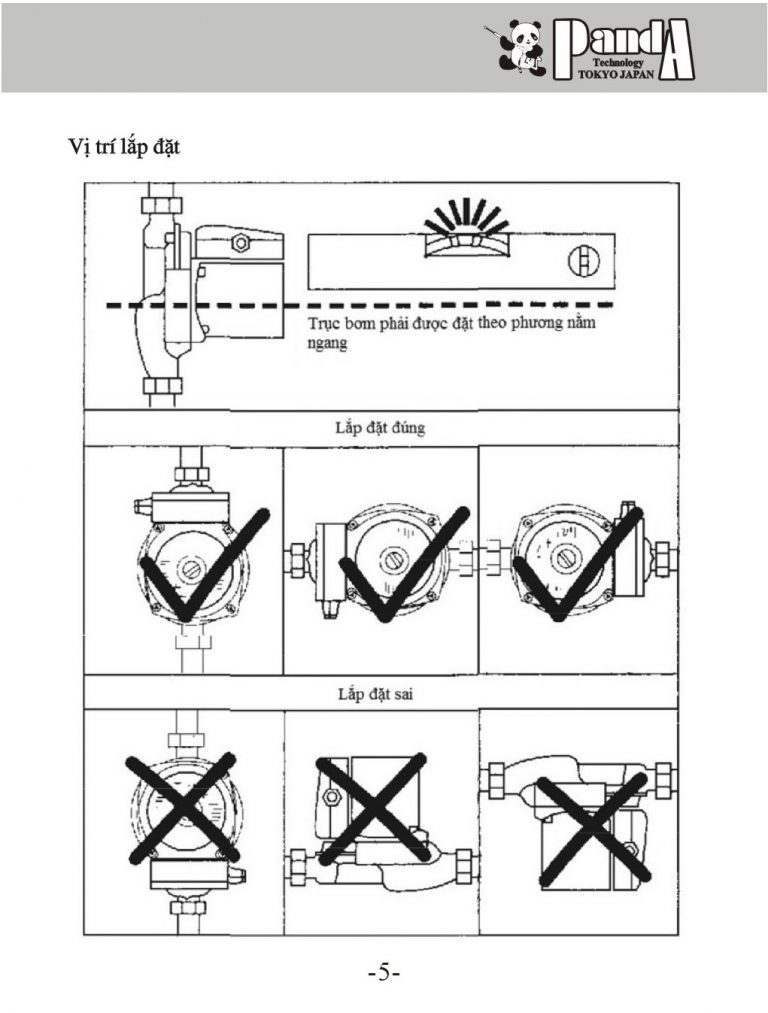 Panda
Technology
TOKYO JAPAN
Vị trí lắp đặt
Trục bơm phải được đặt theo phương nằm
ngang
Lắp đặt đúng
Lắp đặt sai
-5-